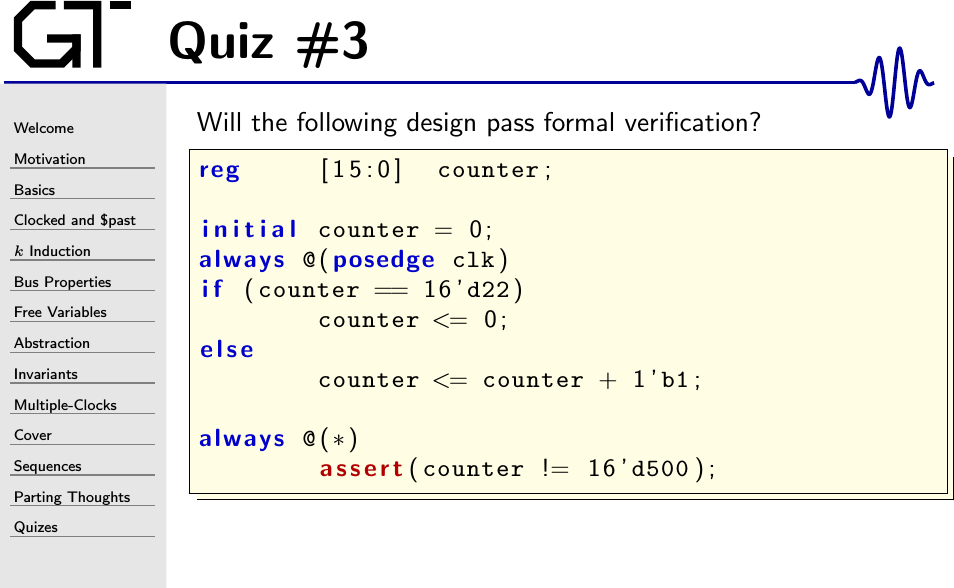 GT
Quiz #3
Welcome
Motivation
Basics
Clocked and $past
k Induction
Bus Properties
Free Variables
Abstraction
Invariants
Multiple-Clocks
Cover
Sequences
Parting Thoughts
Quizes
Will the following design pass formal verification?
reg [15:0] counter;
initial counter = 0;
always @(posedge clk)
if (counter == 16'd22)
counter <= 0;
else
counter <= counter + 1'b1;
always @(*)
assert(counter != 16'd500);